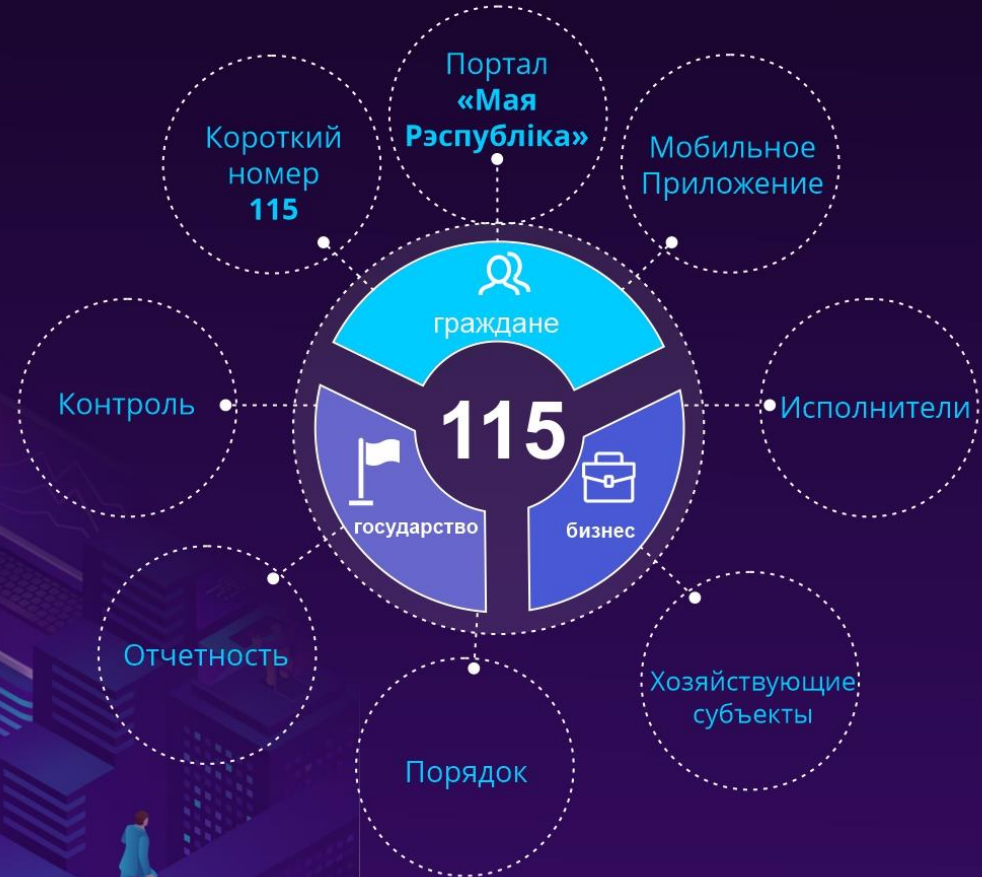 Портал
«Мая
Рэспубліка»
Короткий
номер
115
Мобильное
Приложение
граждане
Контроль
115
Исполнители
государство
бизнес
Отчетность
Хозяйствующие
субъекты
Порядок